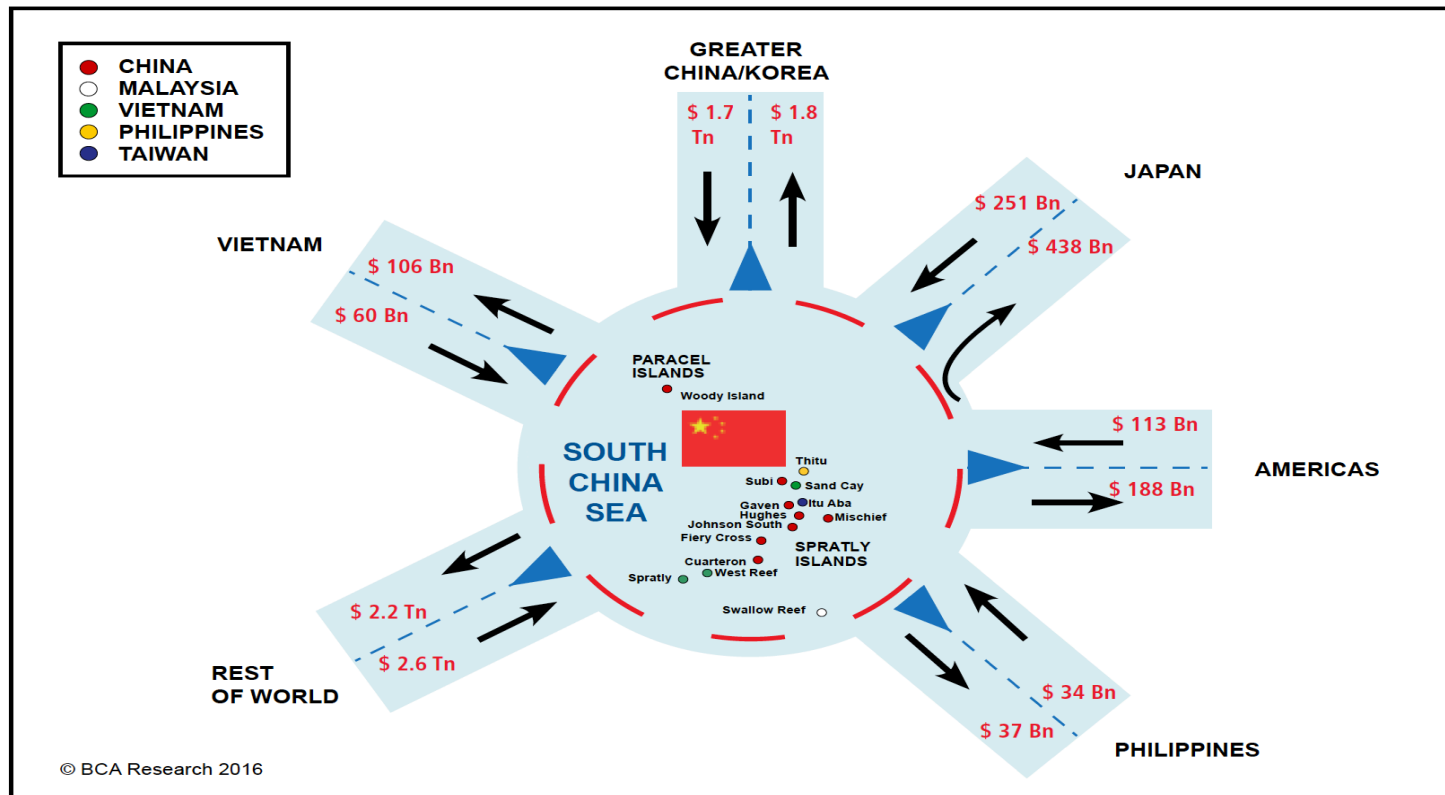 CHINA
MALAYSIA
VIETNAM
PHILIPPINES
TAIWAN
GREATER
CHINA/KOREA
$ 1.7
Tn
$ 1.8
Tn
JAPAN
$ 251 Bn
$ 438 Bn
VIETNAM
$ 106 Bn
$ 60 Bn
PARACEL
ISLANDS
Woody Island
SOUTH
CHINA
SEA
$ 113 Bn
$ 188 Bn
AMERICAS
Thitu
Subi
Sand Cay
Gaven
Itu Aba
Hughes
Mischief
Johnson South
Fiery Cross
SPRATLY
ISLANDS
Cuarteron
West Reef
Spratly
Swallow Reef
$ 2.2 Tn
$ 2.6 Tn
REST
OF WORLD
$ 34 Bn
$ 37 Bn
PHILIPPINES
© BCA Research 2016